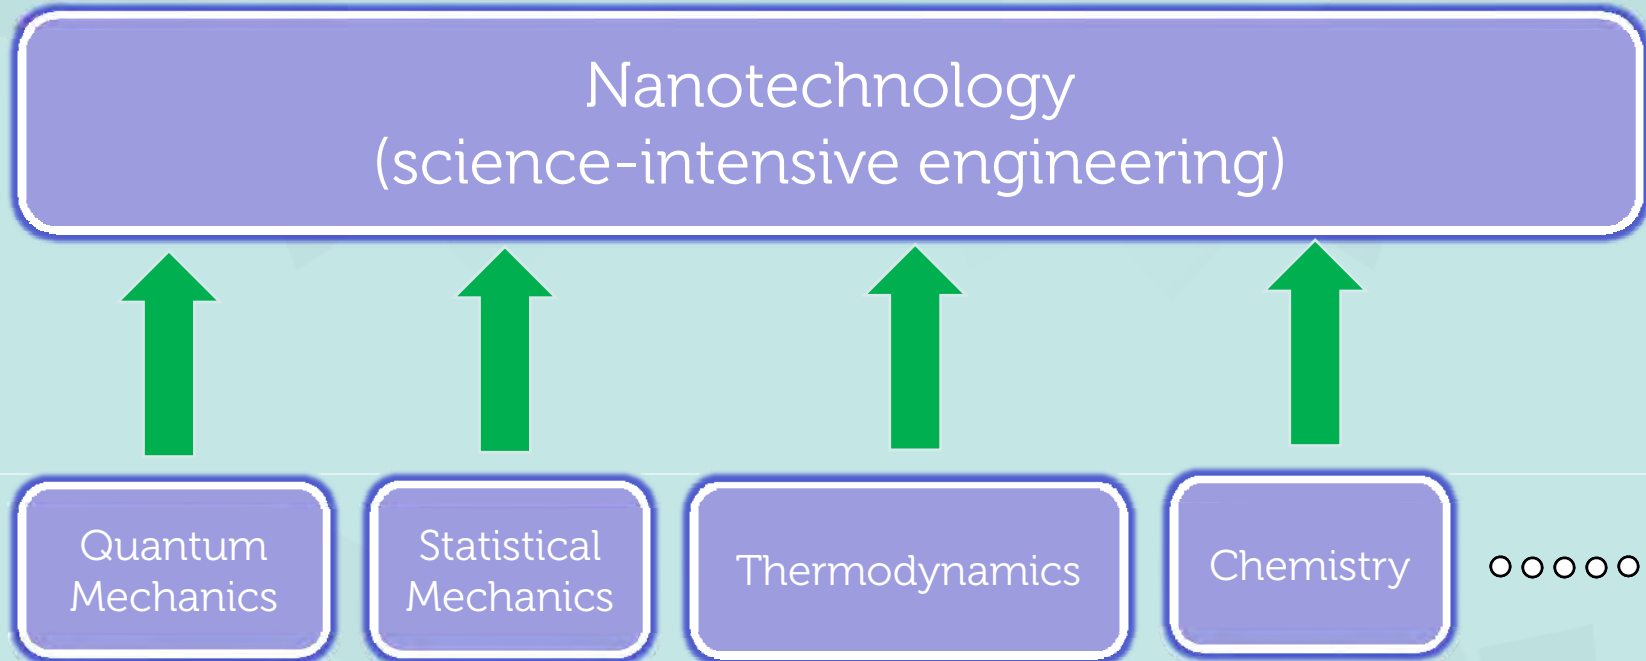 Nanotechnology
(science-intensive engineering)
Quantum
Mechanics
Statistical
Mechanics
Thermodynamics
Chemistry